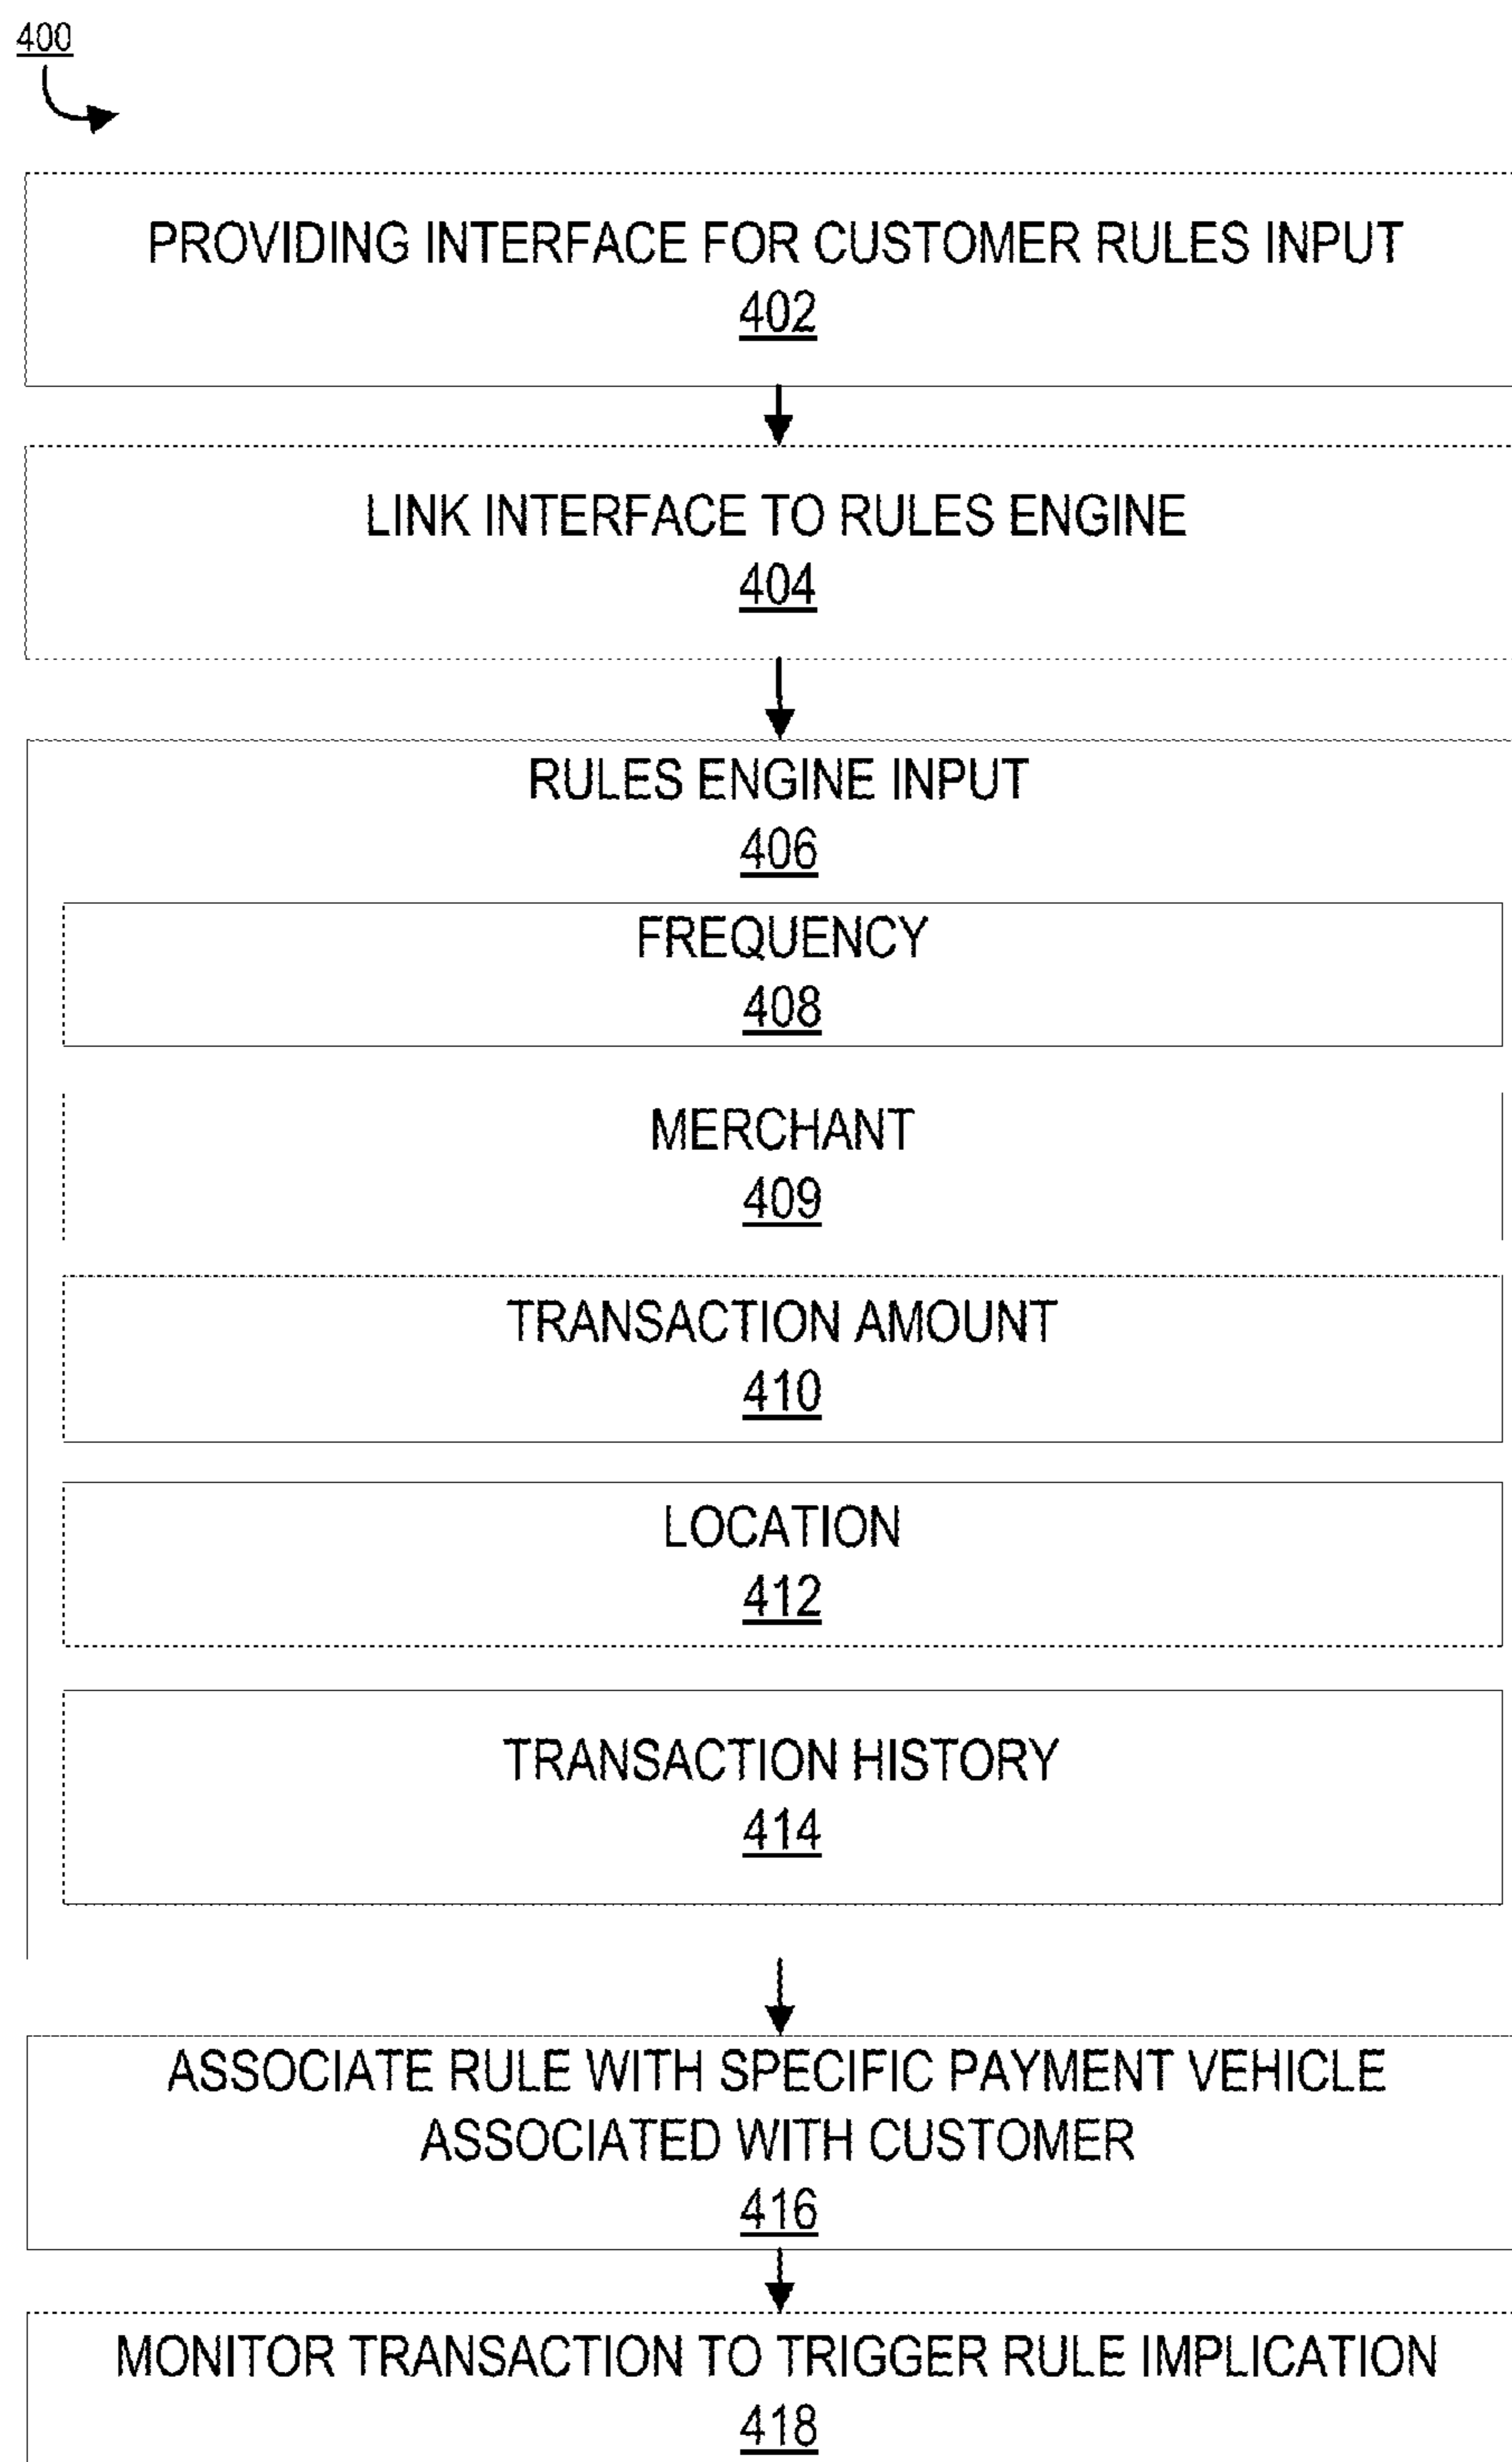 400
PROVIDING INTERFACE FOR CUSTOMER RULES INPUT
402
LINK INTERFACE TO RULES ENGINE
404
RULES ENGINE INPUT
406
FREQUENCY
408
MERCHANT
409
TRANSACTION AMOUNT
410
LOCATION
412
TRANSACTION HISTORY
414
ASSOCIATE RULE WITH SPECIFIC PAYMENT VEHICLE
ASSOCIATED WITH CUSTOMER
416
MONITOR TRANSACTION TO TRIGGER RULE IMPLICATION
418